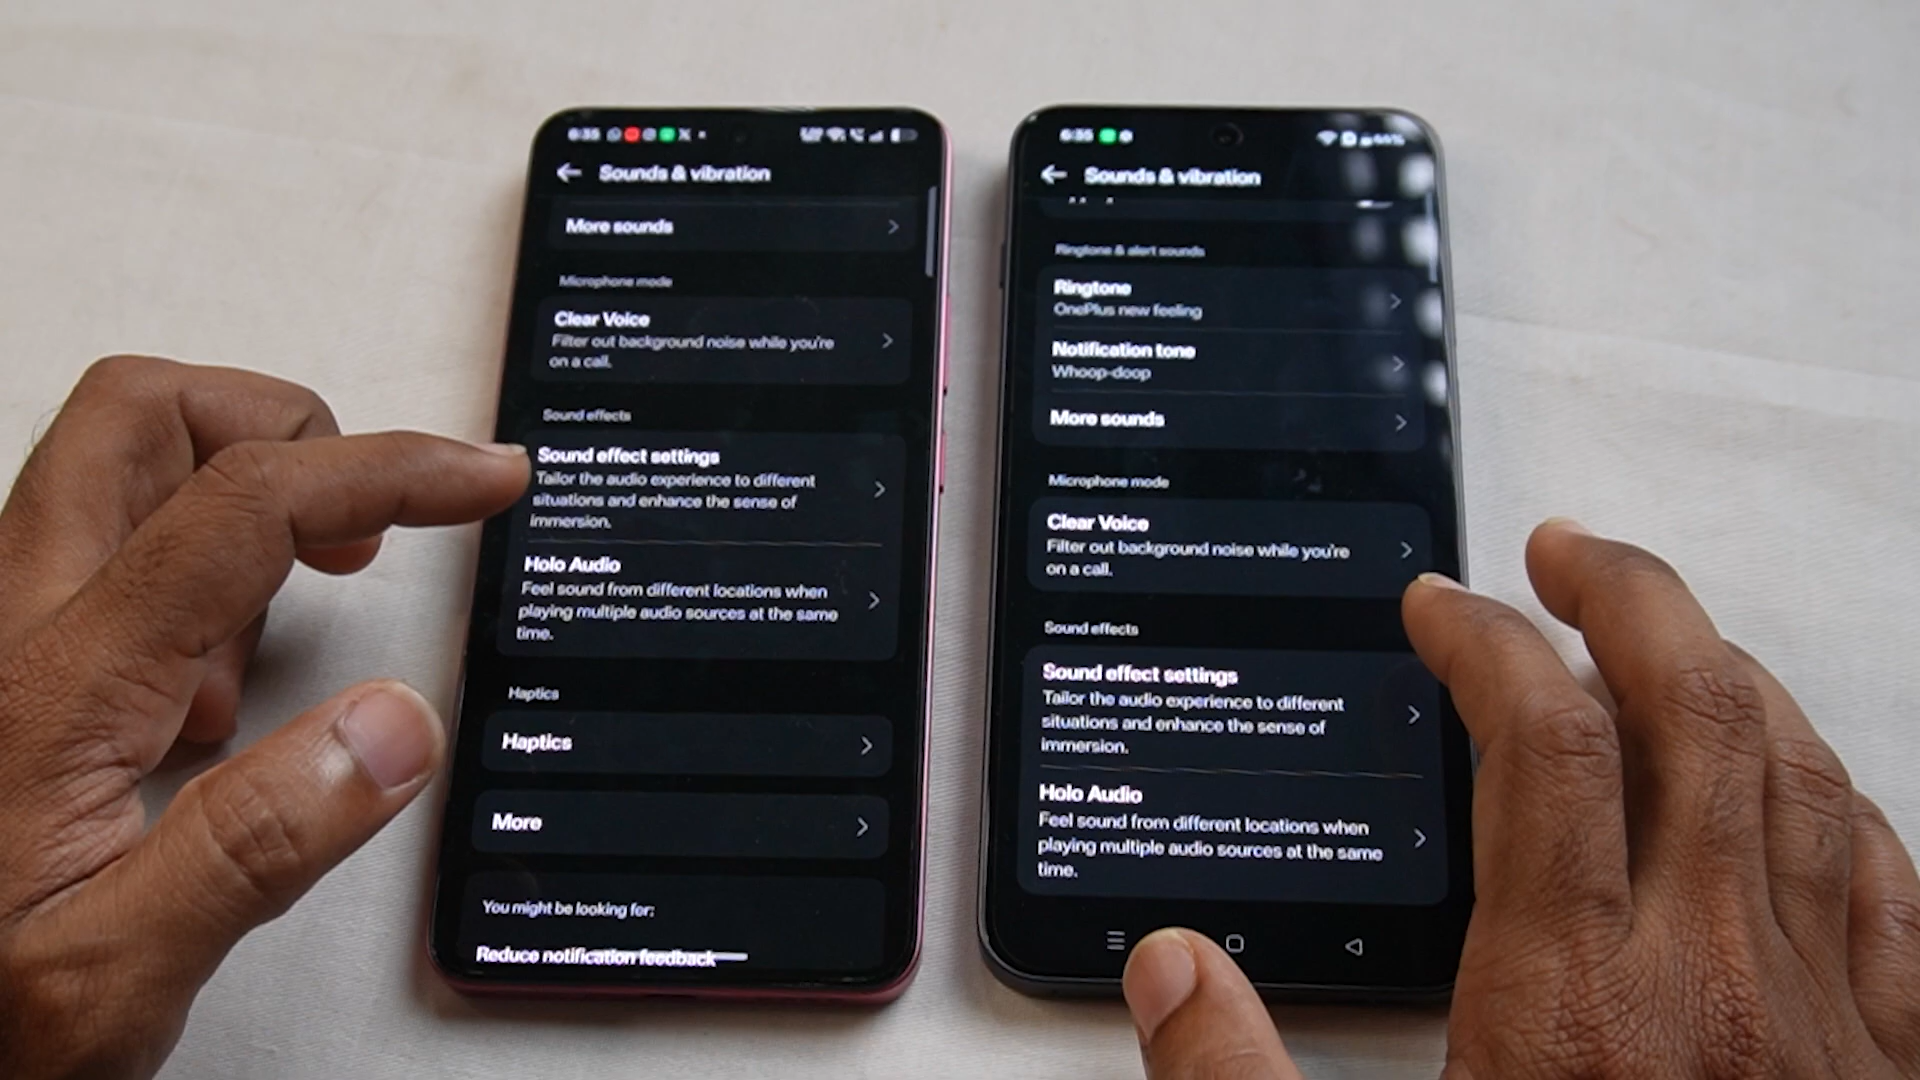 6:35
Sounds & vibration
More sounds
Microphone mode
Clear Voice
Filter out background noise while you're
on a call.
Sound effects
Sound effect settings
Tailor the audio experience to different
situations and enhance the sense of
immersion.
Holo Audio
Feel sound from different locations when
playing multiple audio sources at the same
time.
Haptics
Haptics
More
You might be looking for:
Reduce notification feedback
6:35
Sounds & vibration
Ringtone & alert sounds
Ringtone
OnePlus new feeling
Notification tone
Whoop-doop
More sounds
Microphone mode
Clear Voice
Filter out background noise while you're
on a call.
Sound effects
Sound effect settings
Tailor the audio experience to different
situations and enhance the sense of
immersion.
Holo Audio
Feel sound from different locations when
playing multiple audio sources at the same
time.